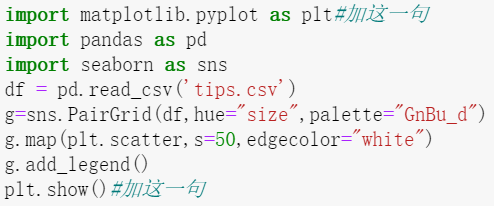 import matplotlib.pyplot as plt#加这一句
import pandas as pd
import seaborn as sns
df = pd.read_csv('tips.csv')
g=sns.PairGrid(df,hue="size",palette="GnBu_d")
g.map(plt.scatter,s=50,edgecolor="white")
g.add_legend()
plt.show()#加这一句